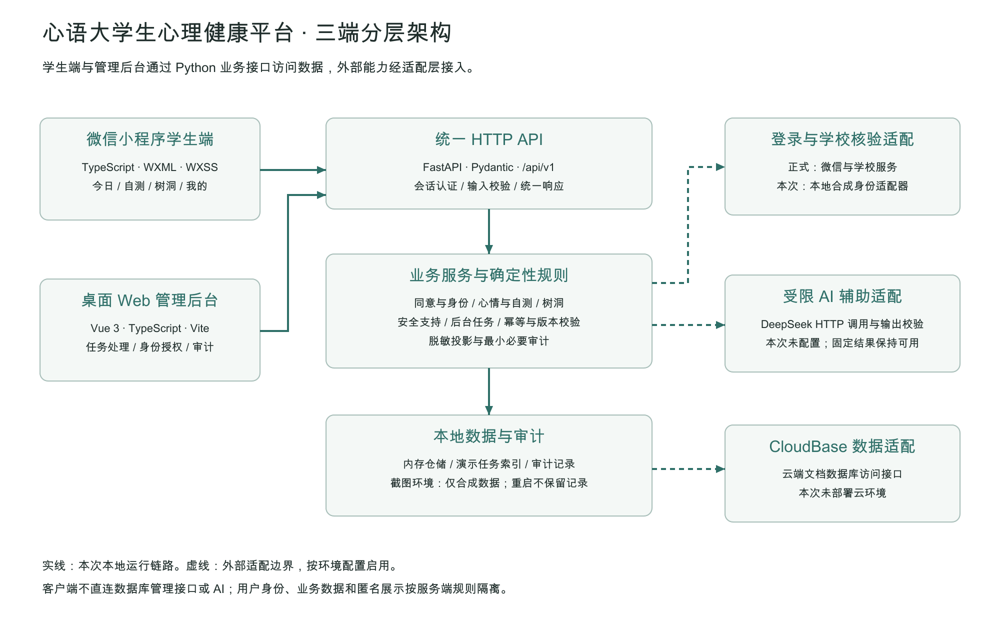 心语大学生心理健康平台 · 三端分层架构
学生端与管理后台通过 Python 业务接口访问数据，外部能力经适配层接入。
微信小程序学生端
TypeScript · WXML · WXSS
今日 / 自测 / 树洞 / 我的
统一 HTTP API
FastAPI · Pydantic · /api/v1
会话认证 / 输入校验 / 统一响应
登录与学校核验适配
正式：微信与学校服务
本次：本地合成身份适配器
桌面 Web 管理后台
Vue 3 · TypeScript · Vite
任务处理 / 身份授权 / 审计
业务服务与确定性规则
同意与身份 / 心情与自测 / 树洞
安全支持 / 后台任务 / 幂等与版本校验
脱敏投影与最小必要审计
受限 AI 辅助适配
DeepSeek HTTP 调用与输出校验
本次未配置；固定结果保持可用
本地数据与审计
内存仓储 / 演示任务索引 / 审计记录
截图环境：仅合成数据；重启不保留记录
CloudBase 数据适配
云端文档数据库访问接口
本次未部署云环境
实线：本次本地运行链路。虚线：外部适配边界，按环境配置启用。
客户端不直连数据库管理接口或 AI；用户身份、业务数据和匿名展示按服务端规则隔离。